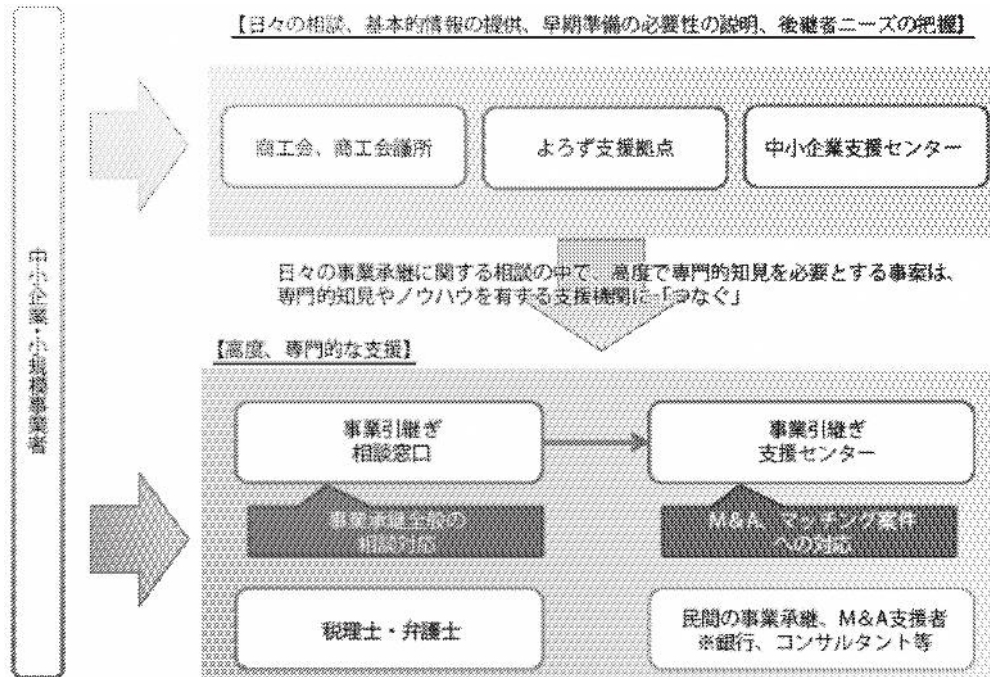 【日々の相談、基本的情報の提供、早期準備の必要性の説明、後継者ニーズの把握】
中小企業・小規模事業者
商工会、商工会議所
よろず支援拠点
中小企業支援センター
日々の事業承継に関する相談の中で、高度で専門的知見を必要とする事案は、
専門的知見やノウハウを有する支援機関に「つなぐ」
【高度、専門的な支援】
事業引継ぎ
相談窓口
事業引継ぎ
支援センター
事業承継全般の
相談対応
M&A、マッチング案件
への対応
税理士・弁護士
民間の事業承継、M&A支援者
※銀行、コンサルタント等